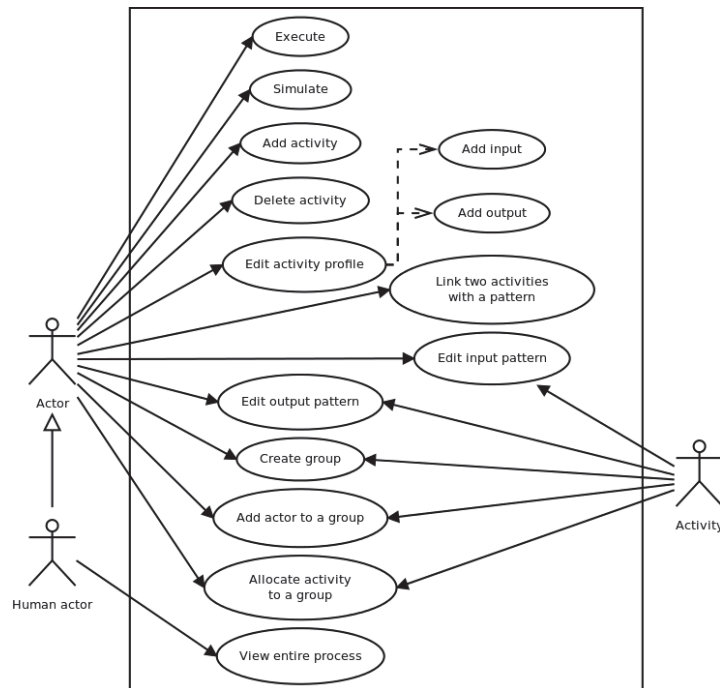 Execute
Simulate
Add activity
Add input
Delete activity
Add output
Edit activity profile
Link two activities
with a pattern
Edit input pattern
Actor
Edit output pattern
Create group
Add actor to a group
Activity
Allocate activity
to a group
Human actor
View entire process